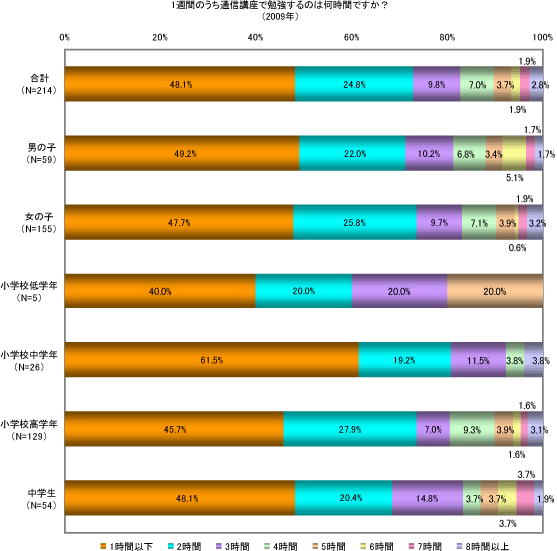 1週間のうち通信講座で勉強するのは何時間ですか？
（2009年）
0% 20% 40% 60% 80% 100%
1.9%
合計
（N=214）
48.1% 24.8% 9.8% 7.0% 3.7% 2.8%
1.9%
1.7%
男の子
（N=59）
49.2% 22.0% 10.2% 6.8% 3.4% 1.7%
5.1%
1.9%
女の子
（N=155）
47.7% 25.8% 9.7% 7.1% 3.9% 3.2%
0.6%
小学校低学年
（N=5）
40.0% 20.0% 20.0% 20.0%
小学校中学年
（N=26）
61.5% 19.2% 11.5% 3.8% 3.8%
1.6%
小学校高学年
（N=129）
45.7% 27.9% 7.0% 9.3% 3.9% 3.1%
1.6%
3.7%
中学生
（N=54）
48.1% 20.4% 14.8% 3.7% 3.7% 1.9%
3.7%
1時間以下 2時間 3時間 4時間 5時間 6時間 7時間 8時間以上